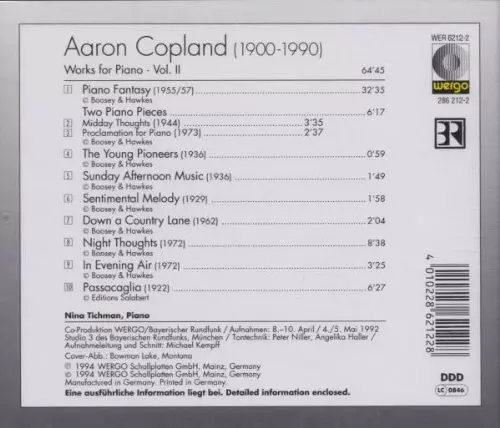 Aaron Copland (1900-1990)
WER 6212-2
Works for Piano - Vol. II 64'45
wergo
286 212-2
1 Piano Fantasy (1955/57) 32'35
© Boosey & Hawkes
Two Piano Pieces 6'17
2 Midday Thoughts (1944) 3'35
3 Proclamation for Piano (1973) 2'37
© Boosey & Hawkes
BR
4 The Young Pioneers (1936) 0'59
© Boosey & Hawkes
5 Sunday Afternoon Music (1936) 1'49
© Boosey & Hawkes
6 Sentimental Melody (1929) 1'58
© Boosey & Hawkes
7 Down a Country Lane (1962) 2'04
© Boosey & Hawkes
8 Night Thoughts (1972) 8'38
© Boosey & Hawkes
9 In Evening Air (1972) 3'25
© Boosey & Hawkes
10 Passacaglia (1922) 6'27
© Editions Salabert
4 010228 621228
Nina Tichman, Piano
Co-Produktion WERGO/Bayerischer Rundfunk / Aufnahmen: 8.–10. April / 4./5. Mai 1992
Studio 3 des Bayerischen Rundfunks, München / Tontechnik: Peter Niller, Angelika Haller /
Aufnahmeleitung und Schnitt: Michael Kempff
Cover-Abb.: Bowman Lake, Montana
℗ 1994 WERGO Schallplatten GmbH, Mainz, Germany
© 1994 WERGO Schallplatten GmbH, Mainz, Germany
Manufactured in Germany. Printed in Germany.
DDD
Eine ausführliche Information liegt bei. Detailed information enclosed.
LC 0846